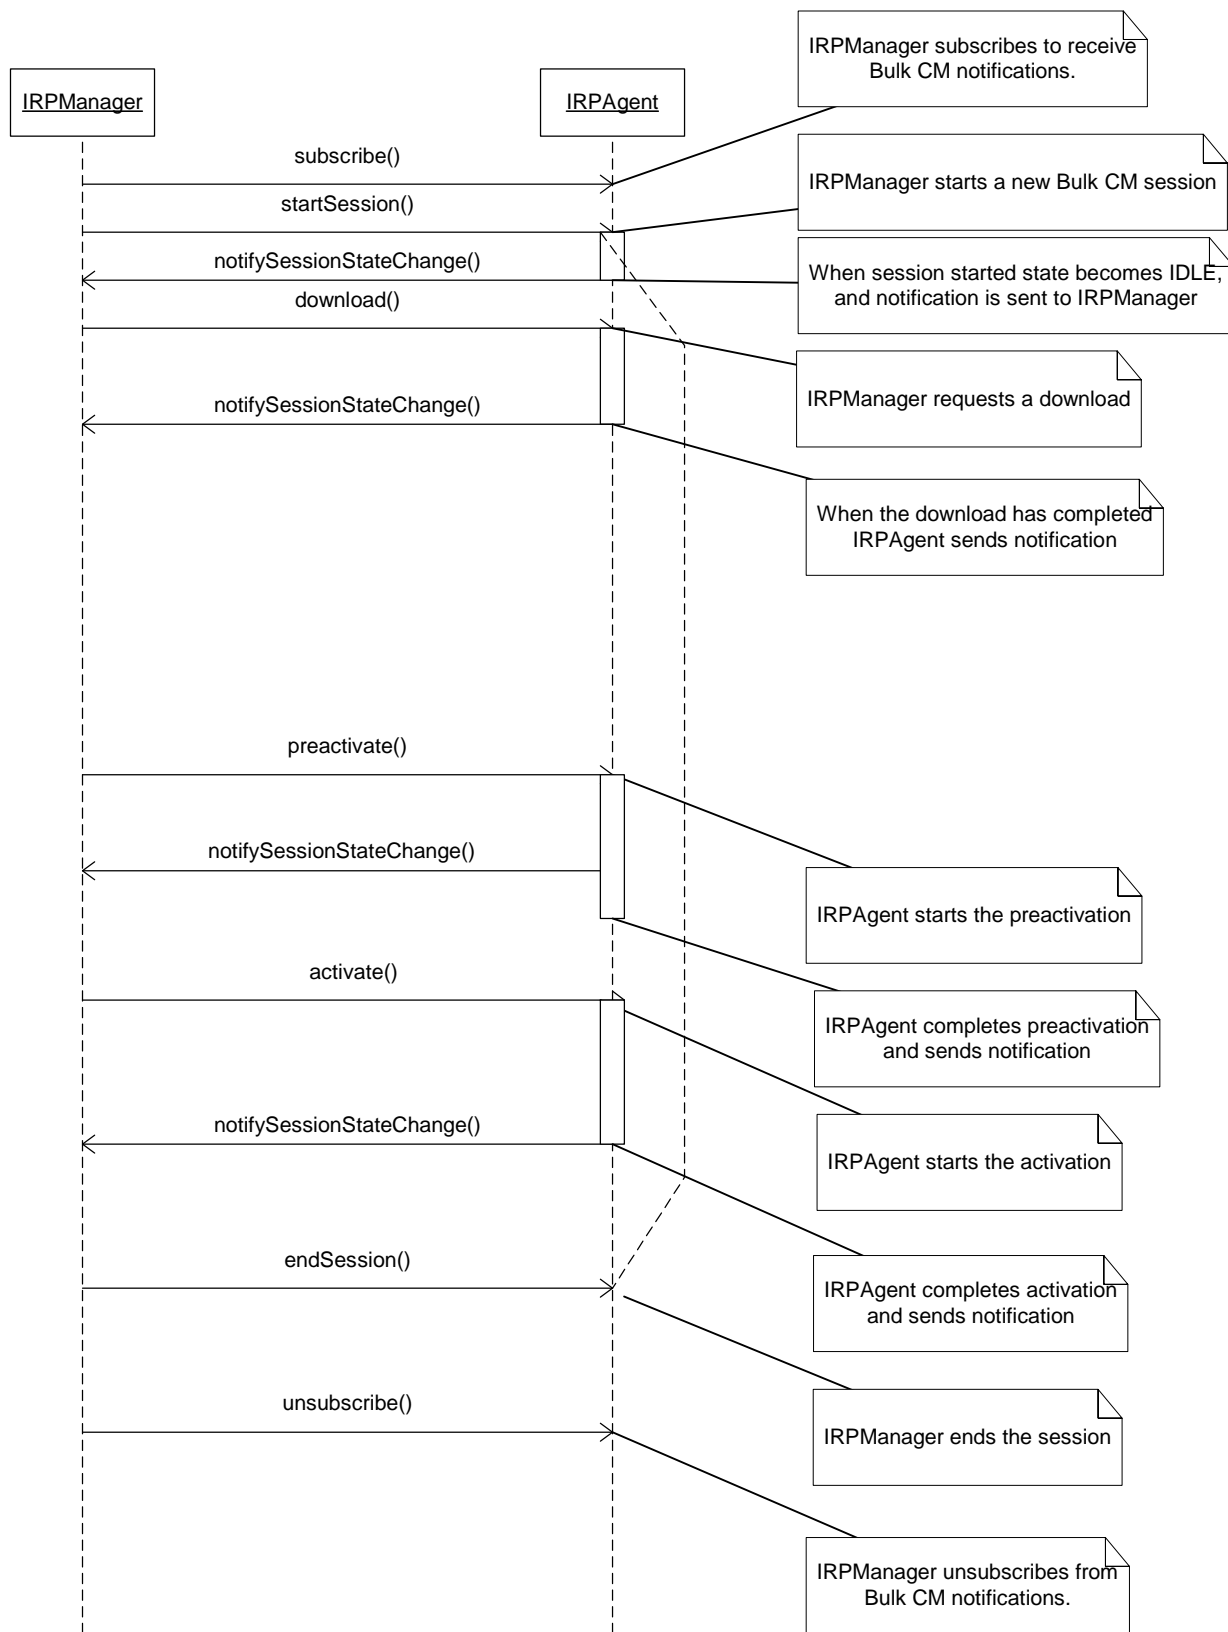 IRPManager subscribes to receive
Bulk CM notifications.
IRPManager
IRPAgent
subscribe()
IRPManager starts a new Bulk CM session
startSession()
notifySessionStateChange()
When session started state becomes IDLE,
and notification is sent to IRPManager
download()
IRPManager requests a download
notifySessionStateChange()
When the download has completed
IRPAgent sends notification
preactivate()
notifySessionStateChange()
IRPAgent starts the preactivation
activate()
IRPAgent completes preactivation
and sends notification
notifySessionStateChange()
IRPAgent starts the activation
endSession()
IRPAgent completes activation
and sends notification
unsubscribe()
IRPManager ends the session
IRPManager unsubscribes from
Bulk CM notifications.